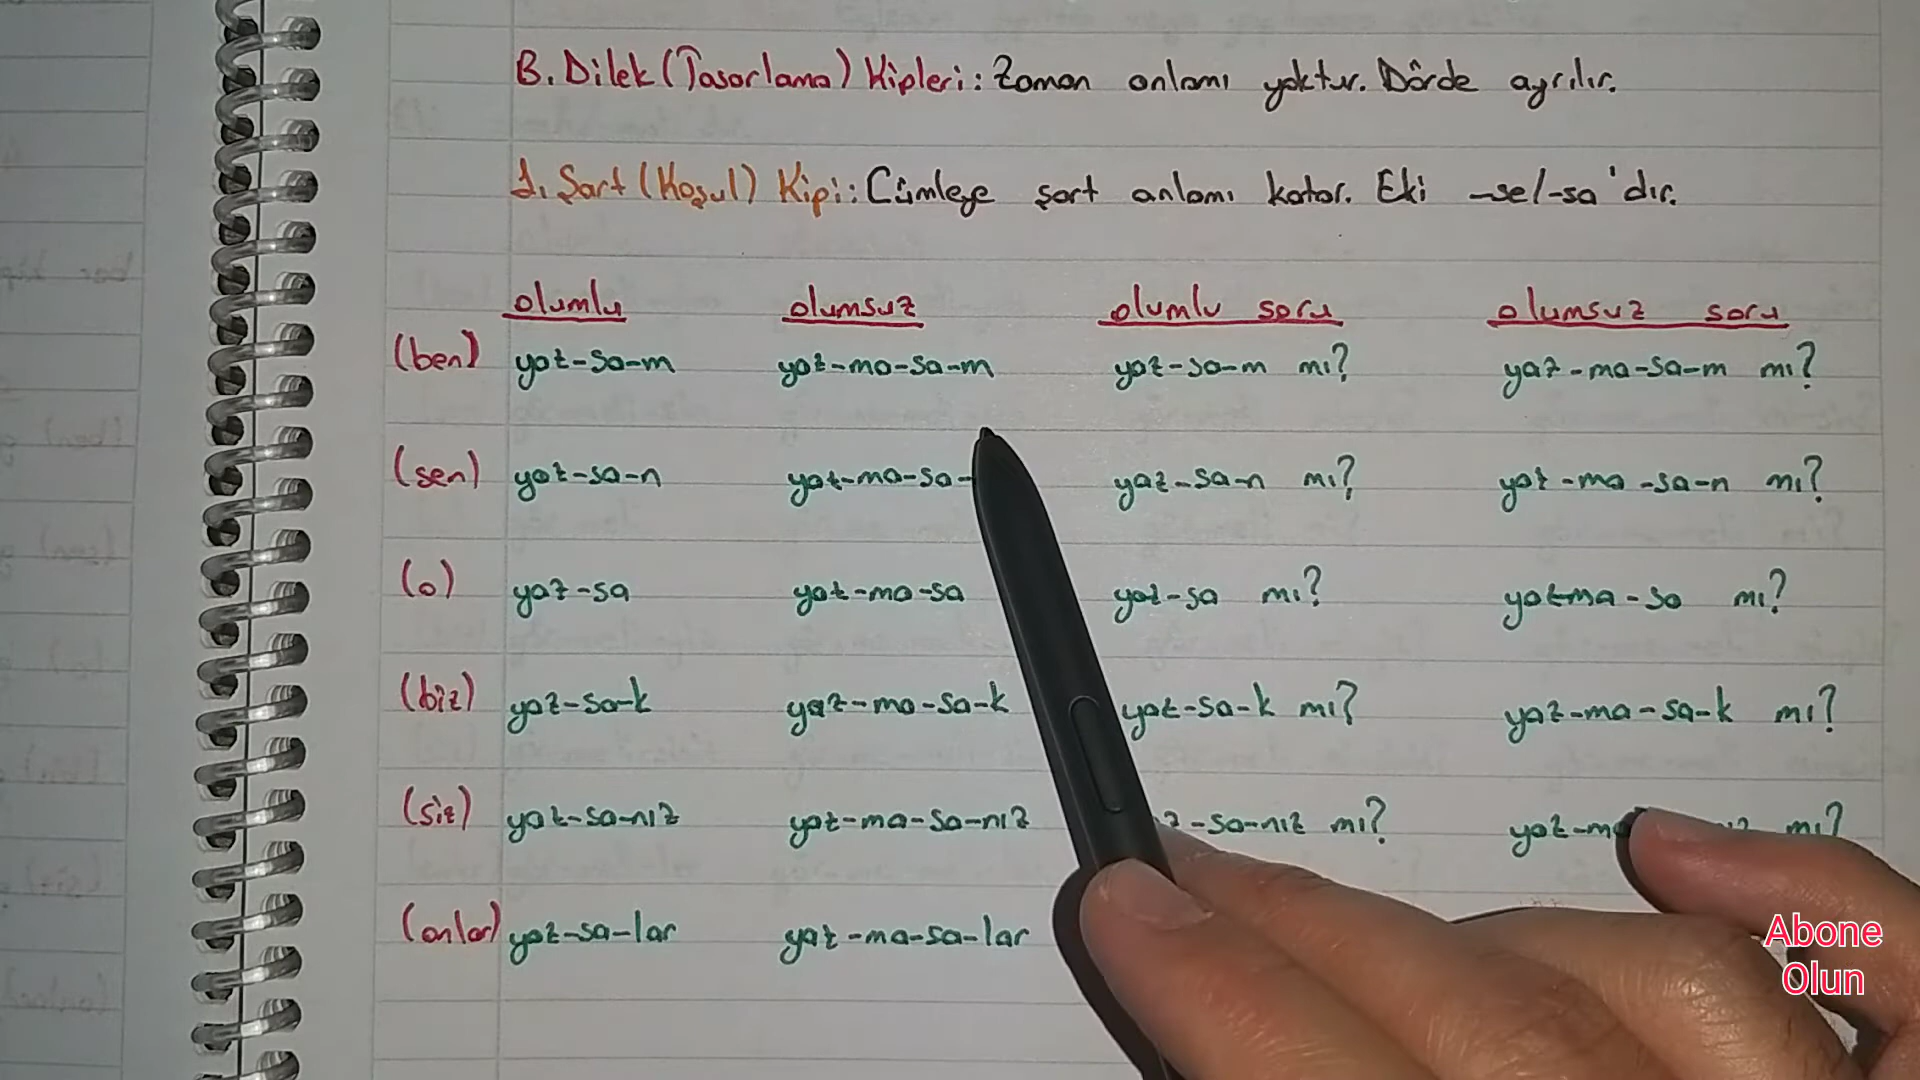 B. Dilek (Tasarlama) Kipleri: Zaman anlamı yoktur. Dörde ayrılır.
1. Şart (Koşul) Kipi: Cümleye şart anlamı katar. Eki -se/-sa'dır.
olumlu olumsuz olumlu soru olumsuz soru
(ben) yaz-sa-m yaz-ma-sa-m yaz-sa-m mı? yaz-ma-sa-m mı?
(sen) yaz-sa-n yaz-ma-sa- yaz-sa-n mı? yaz-ma-sa-n mı?
(o) yaz-sa yaz-ma-sa yaz-sa mı? yazma-sa mı?
(biz) yaz-sa-k yaz-ma-sa-k yaz-sa-k mı? yaz-ma-sa-k mı?
(siz) yaz-sa-nız yaz-ma-sa-nız -sa-nız mı? mı?
(onlar) yaz-sa-lar yaz-ma-sa-lar
Abone
Olun